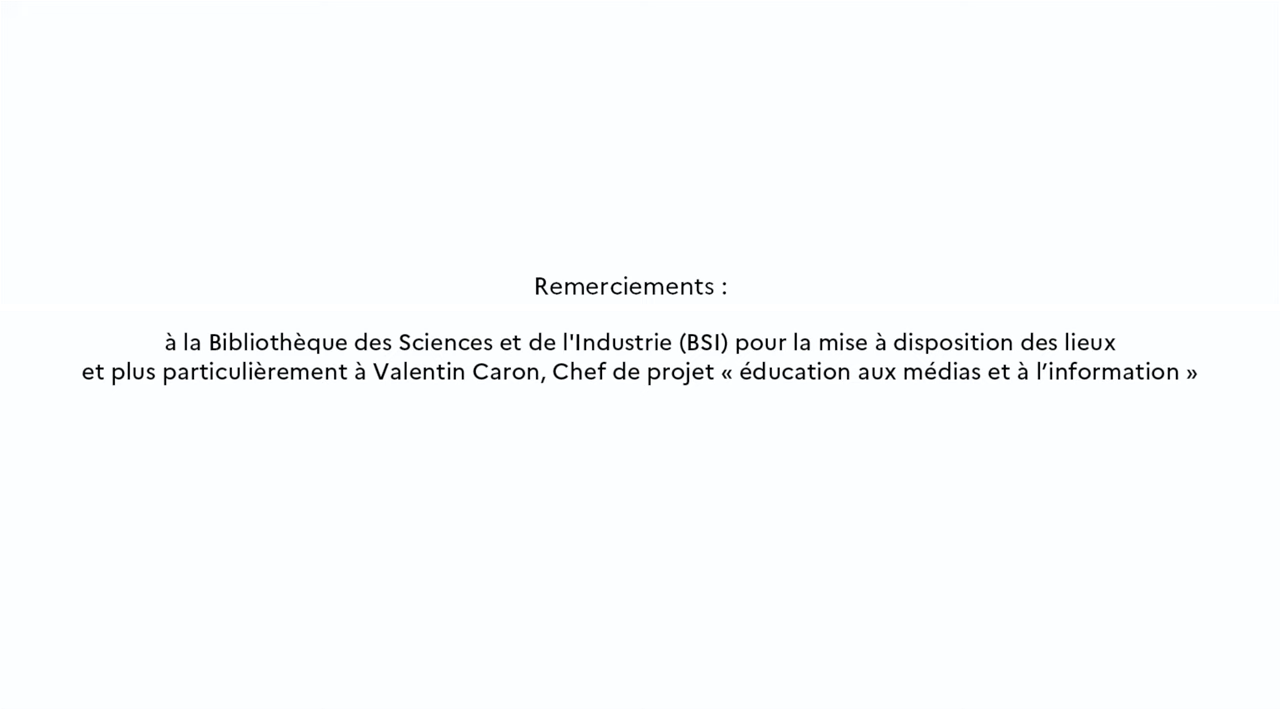 Remerciements :
à la Bibliothèque des Sciences et de l'Industrie (BSI) pour la mise à disposition des lieux
et plus particulièrement à Valentin Caron, Chef de projet « éducation aux médias et à l’information »